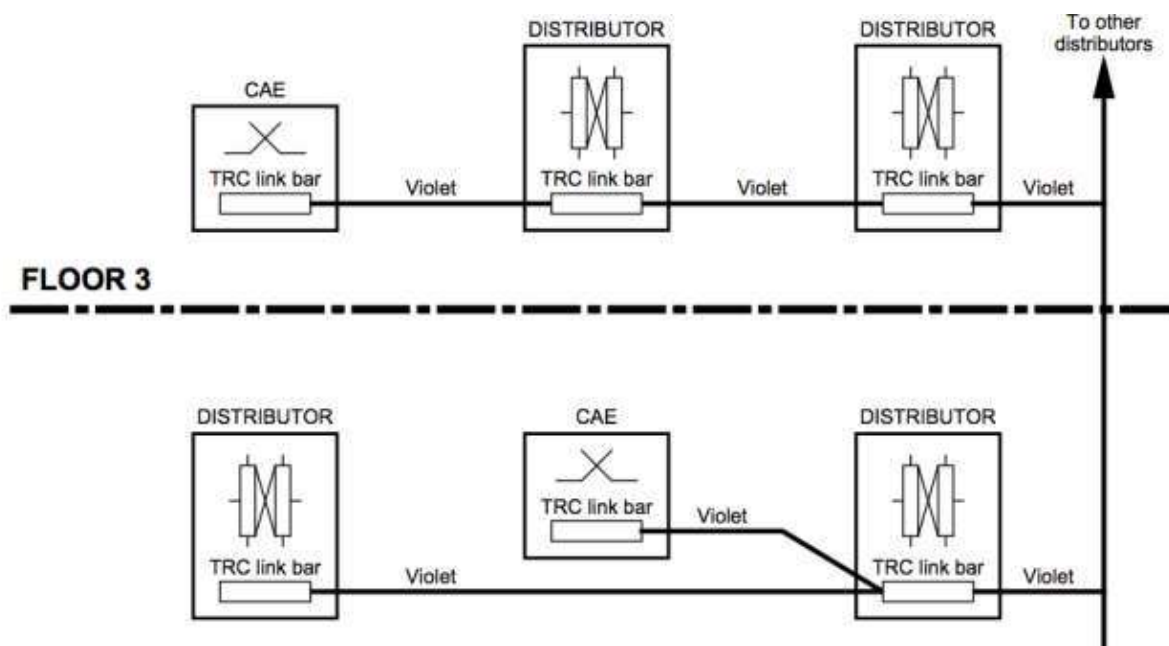 To other
distributors
DISTRIBUTOR
DISTRIBUTOR
CAE
TRC link bar
Violet
TRC link bar
Violet
TRC link bar
Violet
FLOOR 3
DISTRIBUTOR
CAE
DISTRIBUTOR
TRC link bar
Violet
TRC link bar
Violet
TRC link bar
Violet